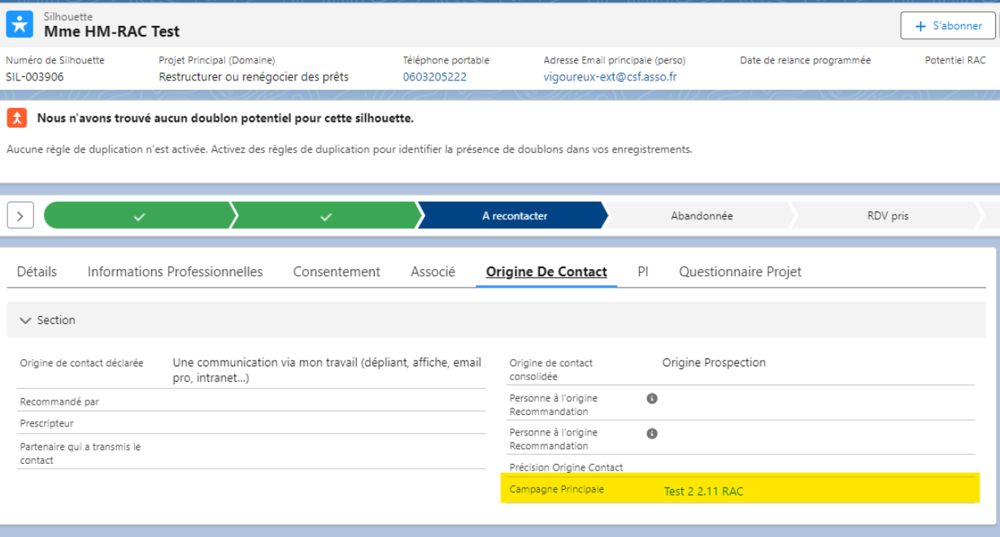 Silhouette
Mme HM-RAC Test
+ S'abonner
Numéro de Silhouette
SIL-003906
Projet Principal (Domaine)
Restructurer ou renégocier des prêts
Téléphone portable
0603205222
Adresse Email principale (perso)
vigoureux-ext@csf.asso.fr
Date de relance programmée
Potentiel RAC
Nous n'avons trouvé aucun doublon potentiel pour cette silhouette.
Aucune règle de duplication n'est activée. Activez des règles de duplication pour identifier la présence de doublons dans vos enregistrements.
A recontacter
Abandonnée
RDV pris
Détails
Informations Professionnelles
Consentement
Associé
Origine De Contact
PI
Questionnaire Projet
Section
Origine de contact déclarée
Une communication via mon travail (dépliant, affiche, email
pro, intranet...)
Recommandé par
Prescripteur
Partenaire qui a transmis le
contact
Origine de contact
consolidée
Origine Prospection
Personne à l'origine
Recommandation
Personne à l'origine
Recommandation
Précision Origine Contact
Campagne Principale
Test 2 2.11 RAC